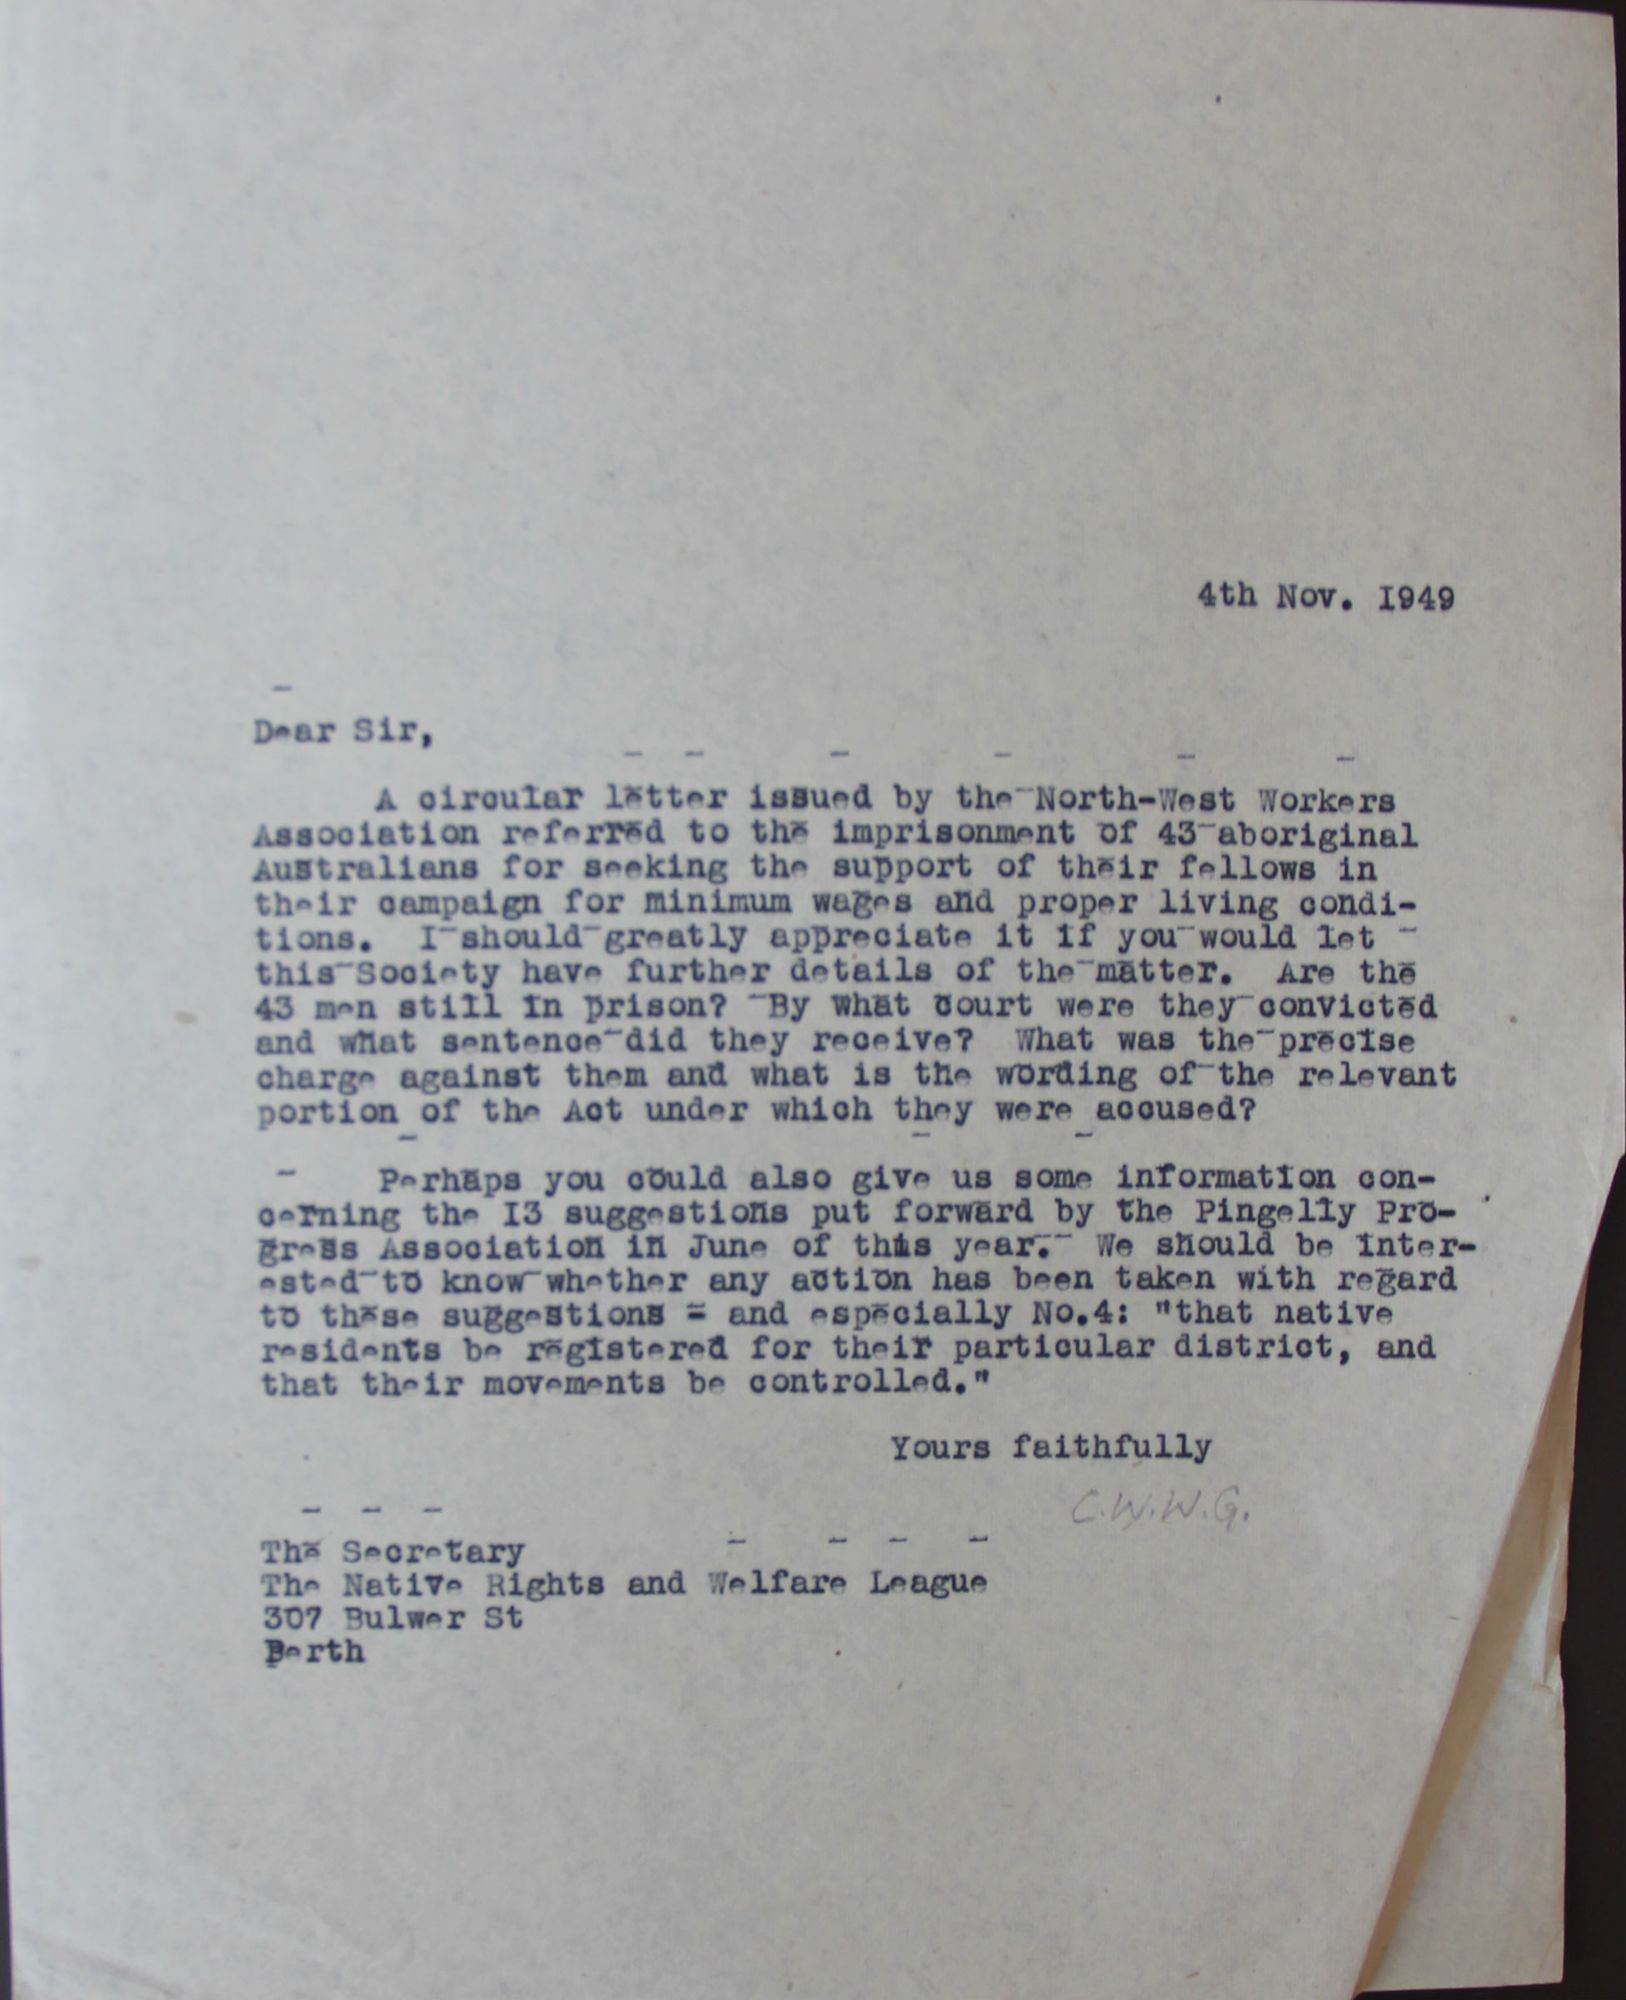 4th Nov. I949
Dear Sir,
A circular letter issued by the North-West Workers
Association referred to the imprisonment of 43 aboriginal
Australians for seeking the support of their fellows in
their campaign for minimum wages and proper living condi-
tions. I should greatly appreciate it if you would let
this Society have further details of the matter. Are the
43 men still in prison? By what court were they convicted
and what sentence did they receive? What was the precise
charge against them and what is the wording of the relevant
portion of the Act under which they were accused?
Perhaps you could also give us some information con-
cerning the I3 suggestions put forward by the Pingelly Pro-
gress Association in June of this year. We should be inter-
ested to know whether any action has been taken with regard
to these suggestions - and especially No.4: "that native
residents be registered for their particular district, and
that their movements be controlled."
Yours faithfully
C.W.W.G.
The Secretary
The Native Rights and Welfare League
307 Bulwer St
Perth